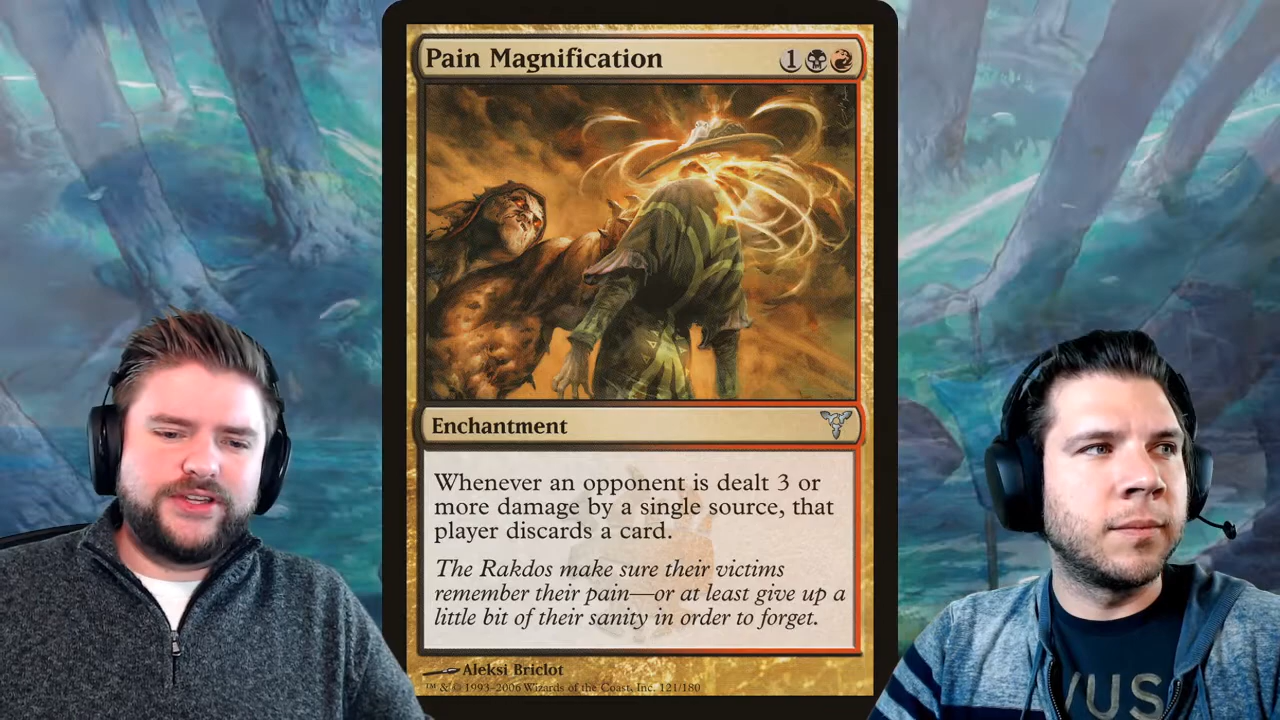 Pain Magnification
1
Enchantment
Whenever an opponent is dealt 3 or
more damage by a single source, that
player discards a card.
The Rakdos make sure their victims
remember their pain—or at least give up a
little bit of their sanity in order to forget.
Aleksi Briclot
™ & © 1993–2006 Wizards of the Coast, Inc. 121/180
VUS